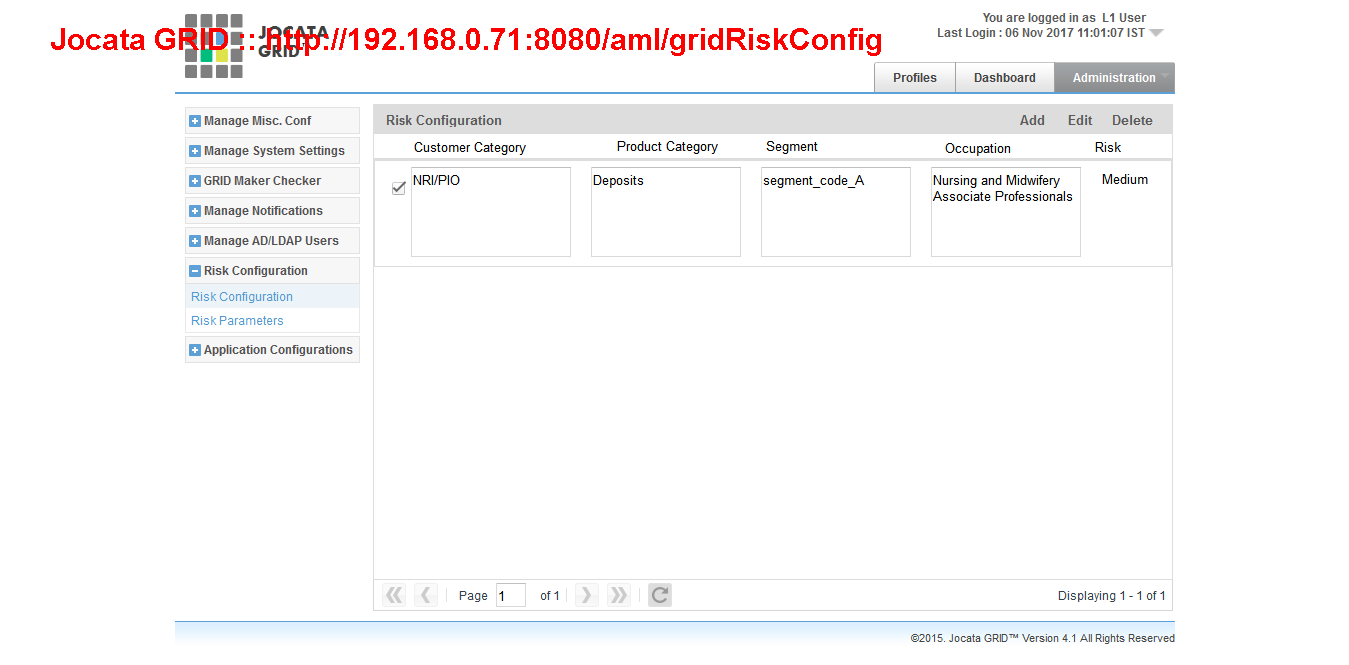 You are logged in as L1 User
Jocata GRID :: http://192.168.0.71:8080/aml/gridRiskConfig
JOCATA
GRID™
Last Login : 06 Nov 2017 11:01:07 IST
Profiles Dashboard Administration
Manage Misc. Conf
Manage System Settings
GRID Maker Checker
Manage Notifications
Manage AD/LDAP Users
Risk Configuration
Risk Configuration
Risk Parameters
Application Configurations
Risk Configuration Add Edit Delete
Customer Category Product Category Segment Occupation Risk
NRI/PIO Deposits segment_code_A Nursing and Midwifery Medium
Associate Professionals
Page 1 of 1 Displaying 1 - 1 of 1
©2015. Jocata GRID™ Version 4.1 All Rights Reserved